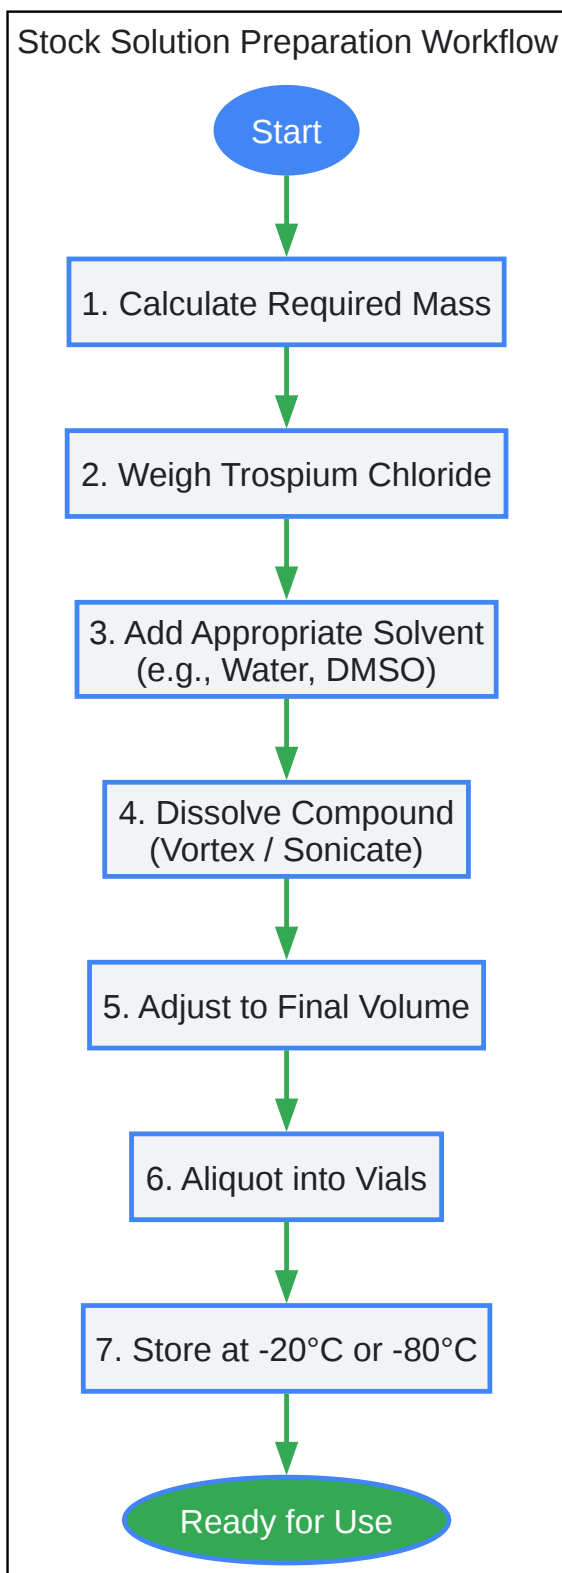 Stock Solution Preparation Workflow
Start
1. Calculate Required Mass
2. Weigh Trospium Chloride
3. Add Appropriate Solvent
(e.g., Water, DMSO)
4. Dissolve Compound
(Vortex / Sonicate)
5. Adjust to Final Volume
6. Aliquot into Vials
7. Store at -20°C or -80°C
Ready for Use